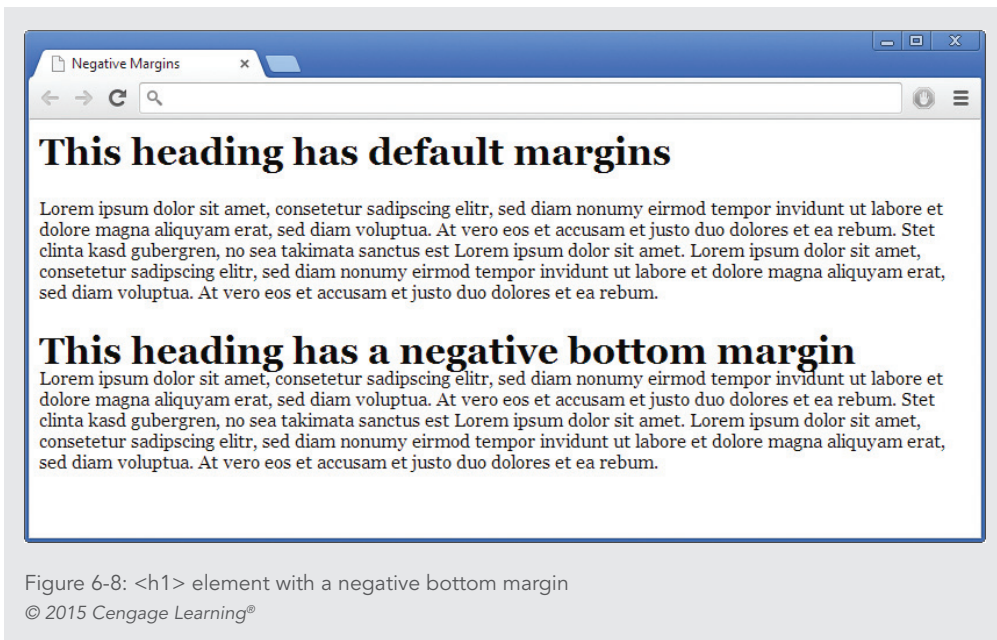 Negative Margins
This heading has default margins
Lorem ipsum dolor sit amet, consetetur sadipscing elitr, sed diam nonumy eirmod tempor invidunt ut labore et
dolore magna aliquyam erat, sed diam voluptua. At vero eos et accusam et justo duo dolores et ea rebum. Stet
clinta kasd gubergren, no sea takimata sanctus est Lorem ipsum dolor sit amet. Lorem ipsum dolor sit amet,
consetetur sadipscing elitr, sed diam nonumy eirmod tempor invidunt ut labore et dolore magna aliquyam erat,
sed diam voluptua. At vero eos et accusam et justo duo dolores et ea rebum.
This heading has a negative bottom margin
Lorem ipsum dolor sit amet, consetetur sadipscing elitr, sed diam nonumy eirmod tempor invidunt ut labore et
dolore magna aliquyam erat, sed diam voluptua. At vero eos et accusam et justo duo dolores et ea rebum. Stet
clinta kasd gubergren, no sea takimata sanctus est Lorem ipsum dolor sit amet. Lorem ipsum dolor sit amet,
consetetur sadipscing elitr, sed diam nonumy eirmod tempor invidunt ut labore et dolore magna aliquyam erat,
sed diam voluptua. At vero eos et accusam et justo duo dolores et ea rebum.
Figure 6-8: <h1> element with a negative bottom margin
© 2015 Cengage Learning®